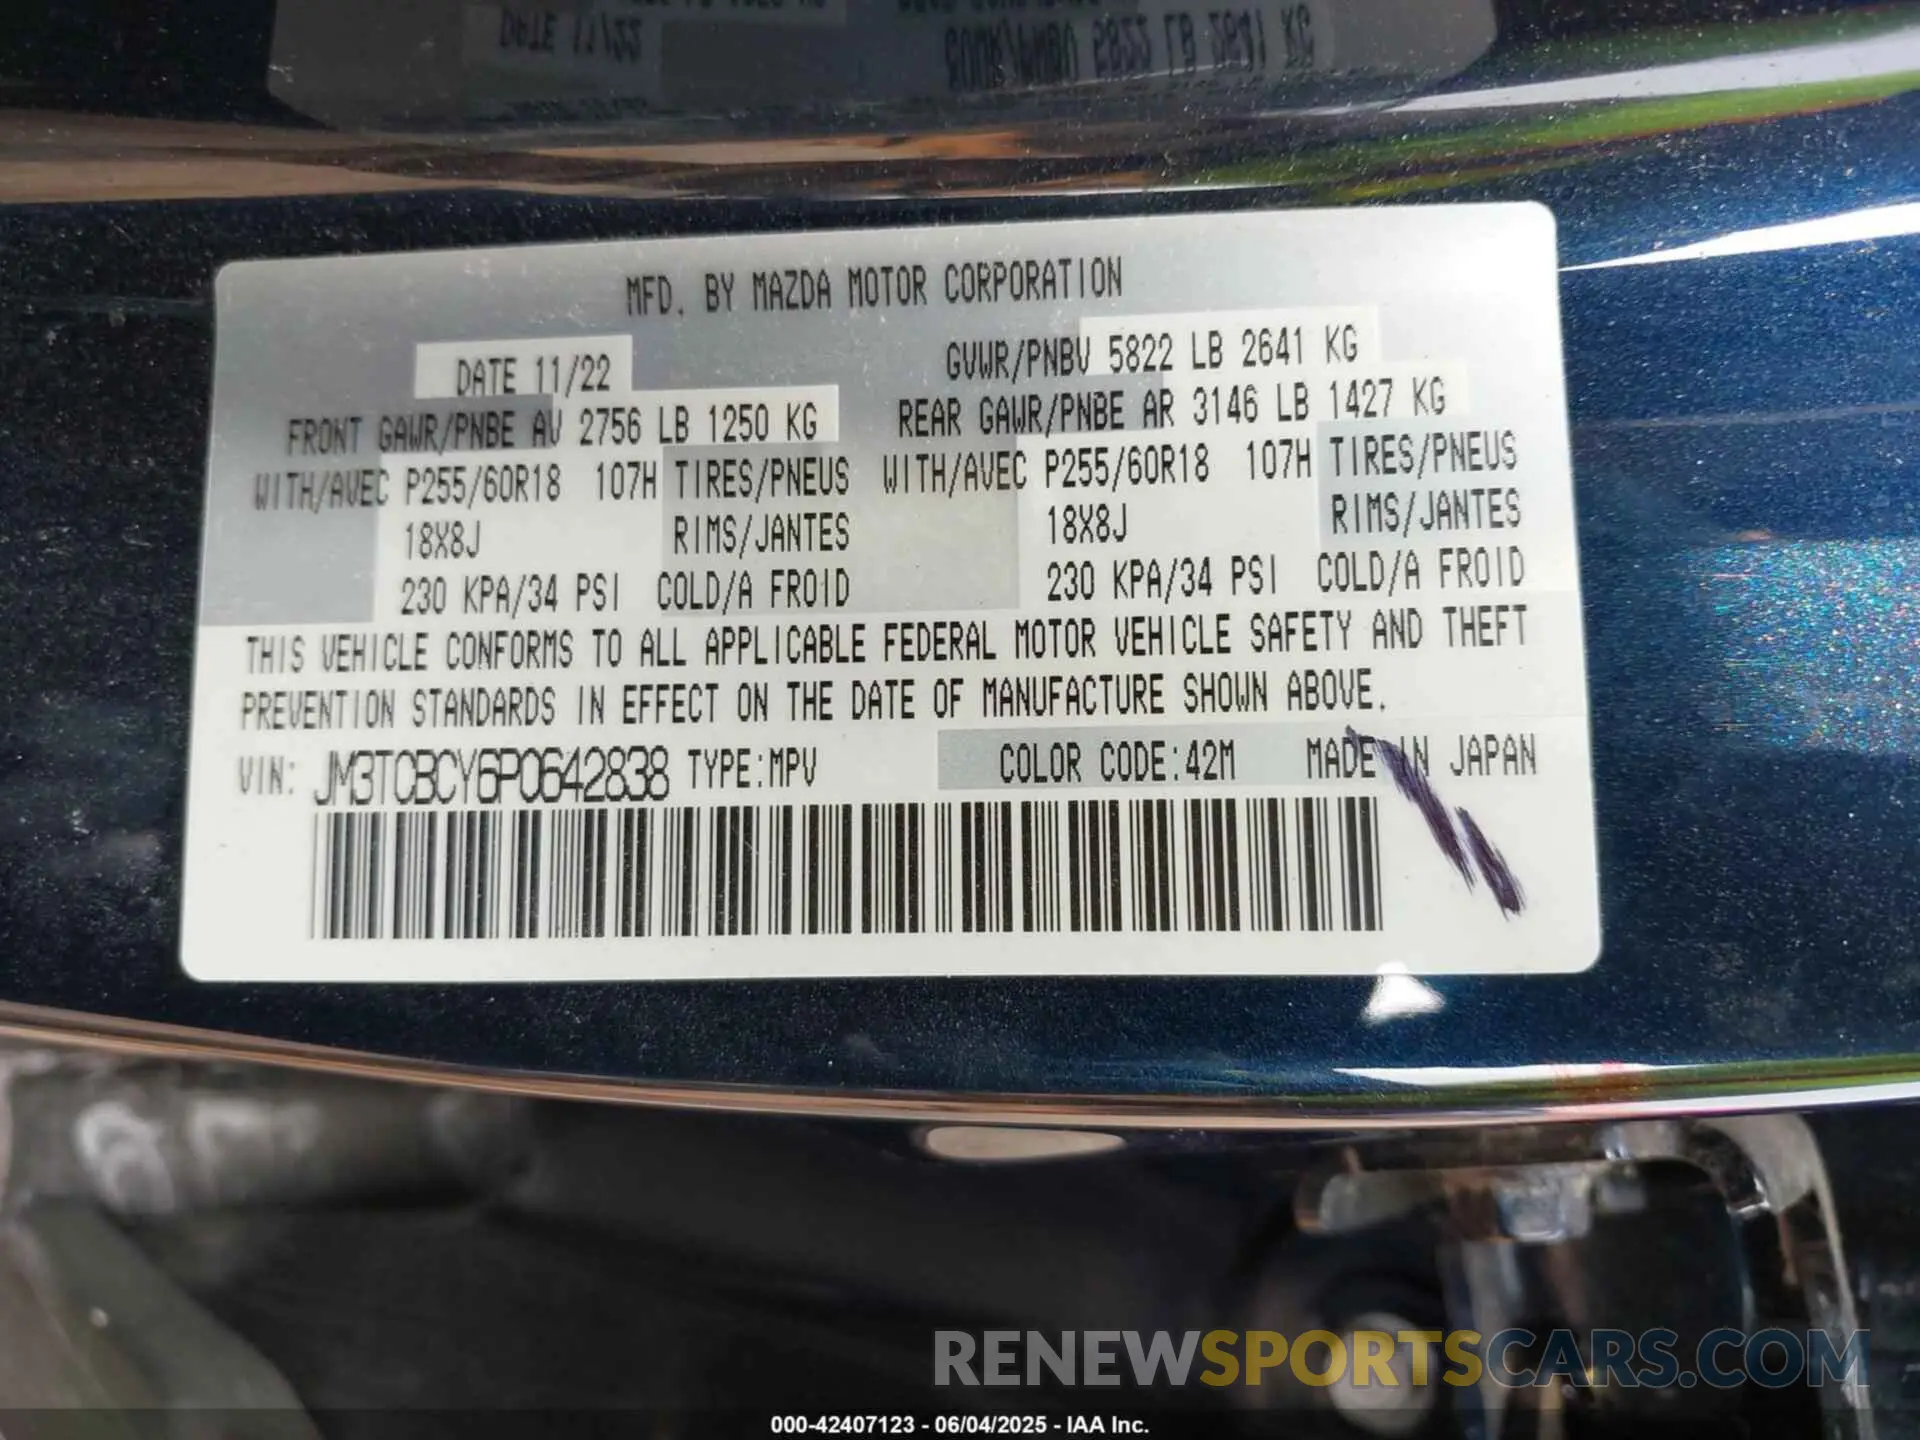 MFD. BY MAZDA MOTOR CORPORATION
DATE 11/22
GVWR/PNBV 5822 LB 2641 KG
FRONT GAWR/PNBE AV 2756 LB 1250 KG
REAR GAWR/PNBE AR 3146 LB 1427 KG
WITH/AVEC P255/60R18 107H TIRES/PNEUS
WITH/AVEC P255/60R18 107H TIRES/PNEUS
18X8J RIMS/JANTES
18X8J RIMS/JANTES
230 KPA/34 PSI COLD/A FROID
230 KPA/34 PSI COLD/A FROID
THIS VEHICLE CONFORMS TO ALL APPLICABLE FEDERAL MOTOR VEHICLE SAFETY AND THEFT
PREVENTION STANDARDS IN EFFECT ON THE DATE OF MANUFACTURE SHOWN ABOVE.
VIN: JM3TCBCY6P0642838 TYPE:MPV COLOR CODE:42M MADE IN JAPAN
RENEWSPORTSCARS.COM
000-42407123 - 06/04/2025 - IAA Inc.